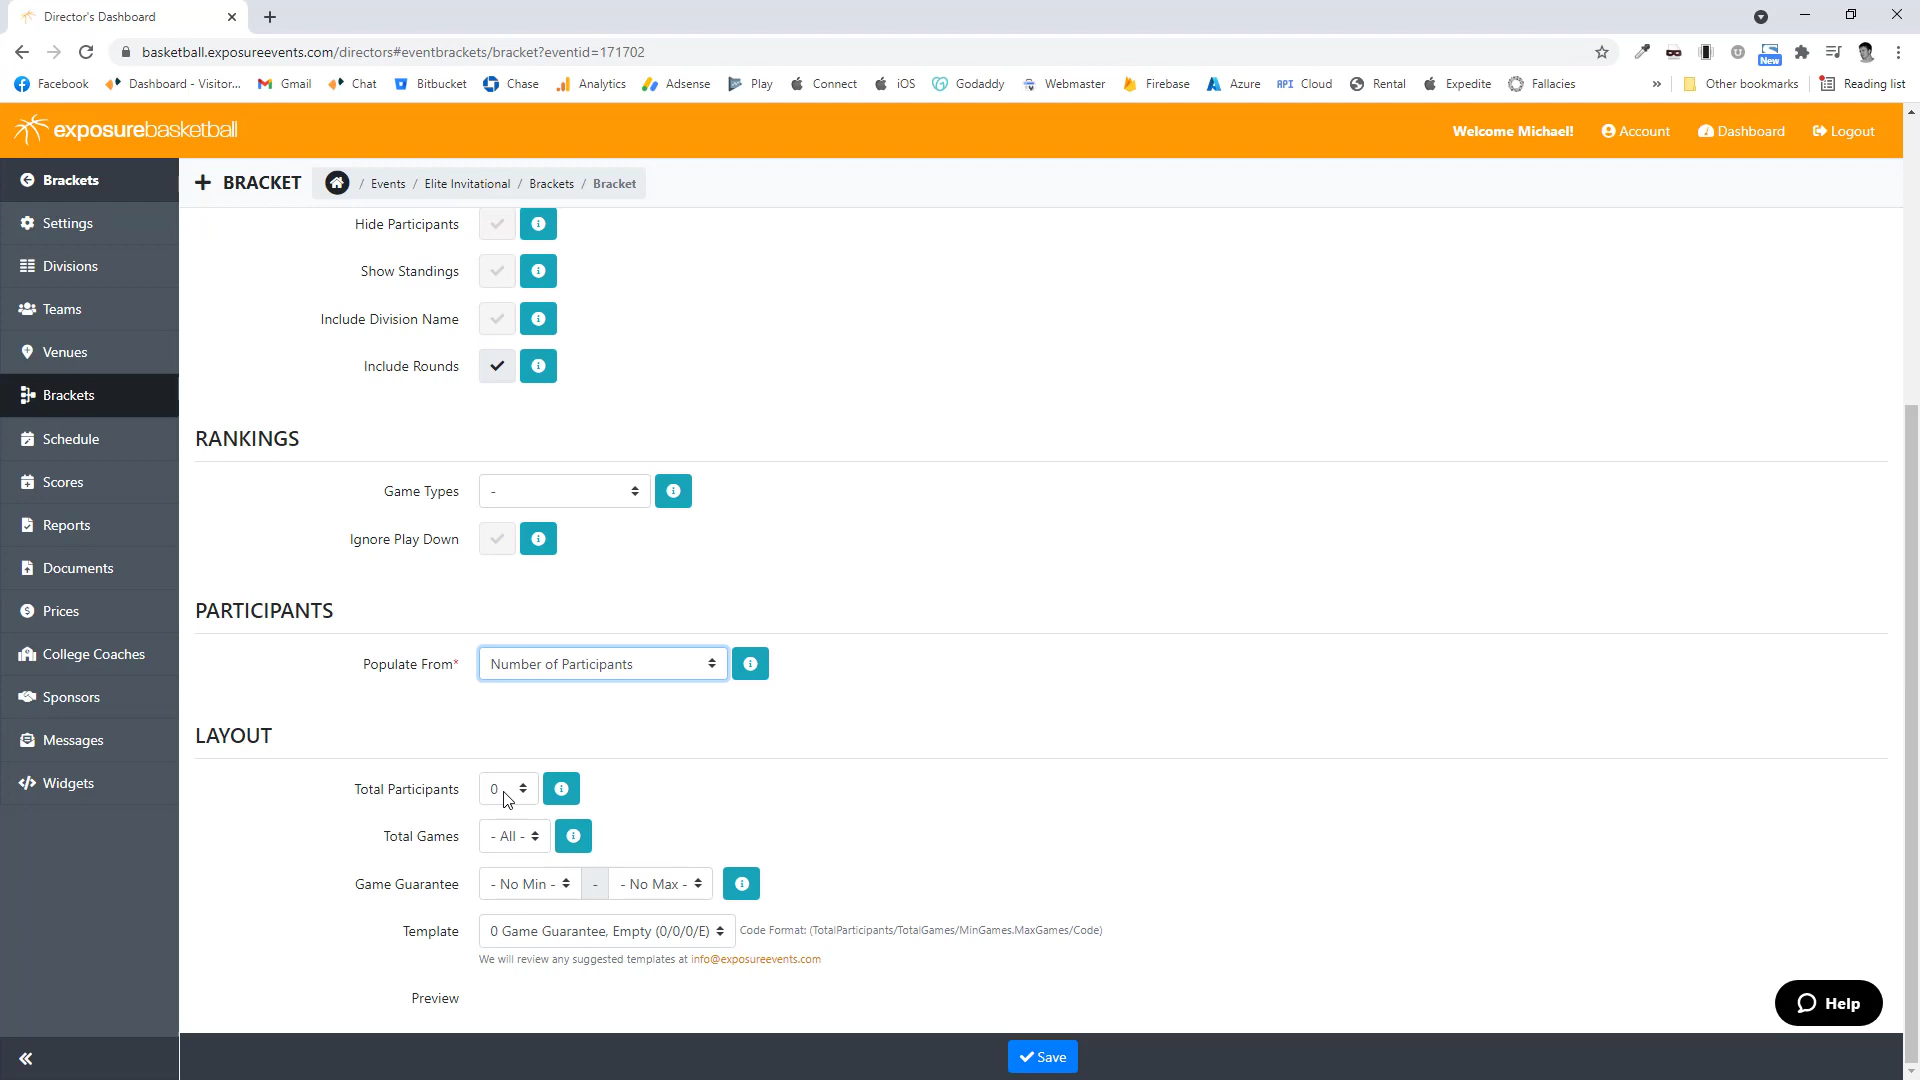 Director's Dashboard
basketball.exposureevents.com/directors#eventbrackets/bracket?eventid=171702
New
Facebook Dashboard - Visitor... Gmail Chat Bitbucket Chase Analytics Adsense Play Connect iOS Godaddy Webmaster Firebase Azure API Cloud Rental Expedite Fallacies » Other bookmarks Reading list
exposurebasketball
Welcome Michael! Account Dashboard Logout
Brackets
Settings
Divisions
Teams
Venues
Brackets
Schedule
Scores
Reports
Documents
Prices
College Coaches
Sponsors
Messages
Widgets
+ BRACKET / Events / Elite Invitational / Brackets / Bracket
Hide Participants
Show Standings
Include Division Name
Include Rounds
RANKINGS
Game Types -
Ignore Play Down
PARTICIPANTS
Populate From* Number of Participants
LAYOUT
Total Participants 0
Total Games - All -
Game Guarantee - No Min - - - No Max -
Template 0 Game Guarantee, Empty (0/0/0/E) Code Format: (TotalParticipants/TotalGames/MinGames.MaxGames/Code)
We will review any suggested templates at info@exposureevents.com
Preview
Help
Save